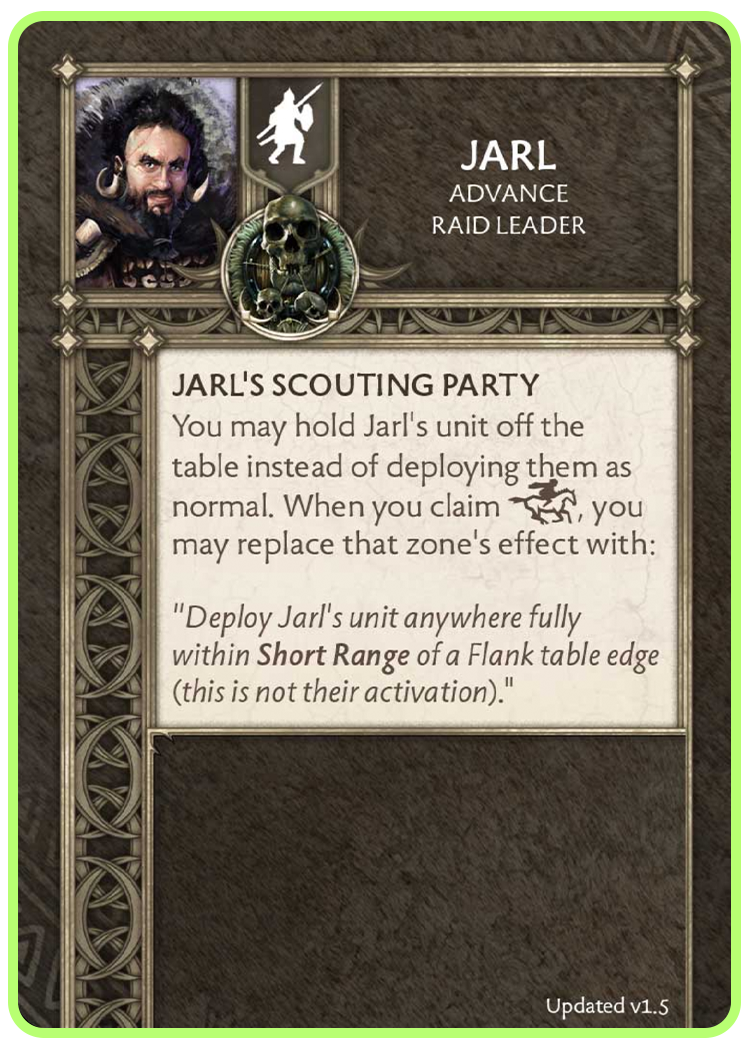 JARL
ADVANCE
RAID LEADER
JARL'S SCOUTING PARTY
You may hold Jarl's unit off the
table instead of deploying them as
normal. When you claim , you
may replace that zone's effect with:
"Deploy Jarl's unit anywhere fully
within Short Range of a Flank table edge
(this is not their activation)."
Updated v1.5